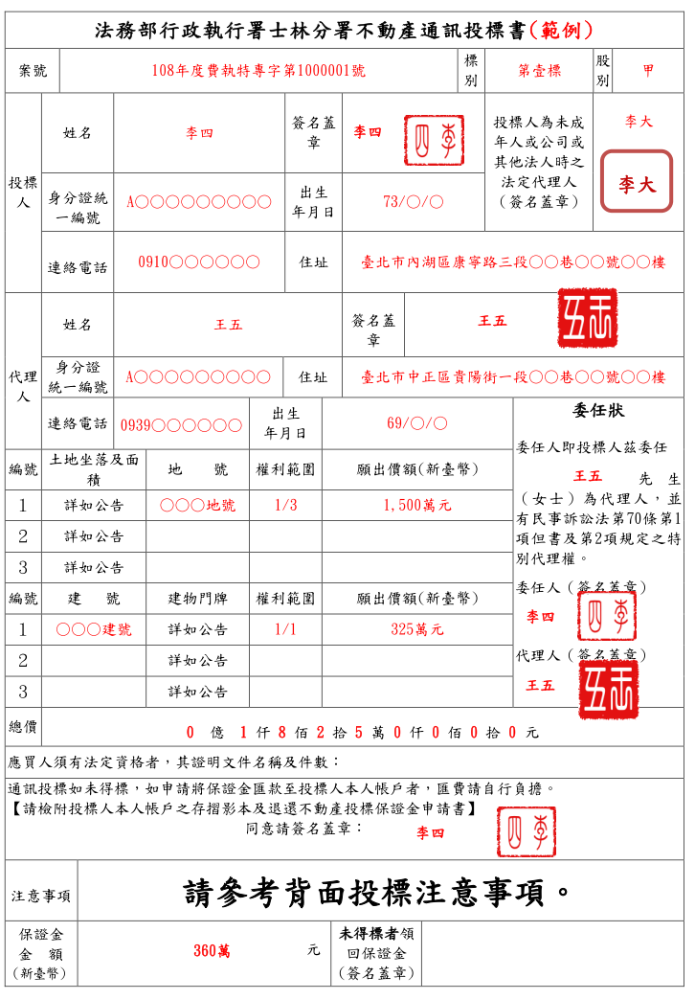 法務部行政執行署士林分署不動產通訊投標書(範例)
案號 108年度費執特專字第1000001號 標別 第壹標 股別 甲
投標人 姓名 李四 簽名蓋章 李四 四李 投標人為未成年人或公司或其他法人時之法定代理人（簽名蓋章） 李大 李大
身分證統一編號 A○○○○○○○○○ 出生年月日 73/○/○
連絡電話 0910○○○○○○ 住址 臺北市內湖區康寧路三段○○巷○○號○○樓
代理人 姓名 王五 簽名蓋章 王五 五王
身分證統一編號 A○○○○○○○○○ 住址 臺北市中正區貴陽街一段○○巷○○號○○樓
連絡電話 0939○○○○○○ 出生年月日 69/○/○
編號 土地坐落及面積 地 號 權利範圍 願出價額(新臺幣)
1 詳如公告 ○○○地號 1/3 1,500萬元
2 詳如公告
3 詳如公告
編號 建 號 建物門牌 權利範圍 願出價額(新臺幣)
1 ○○○建號 詳如公告 1/1 325萬元
2 詳如公告
3 詳如公告
委任狀
委任人即投標人茲委任
王五 先 生
（女士）為代理人，並
有民事訴訟法第70條第1
項但書及第2項規定之特
別代理權。
委任人（簽名蓋章）
李四 四李
代理人（簽名蓋章）
王五 五王
總價 0 億 1 仟 8 佰 2 拾 5 萬 0 仟 0 佰 0 拾 0 元
應買人須有法定資格者，其證明文件名稱及件數：
通訊投標如未得標，如申請將保證金匯款至投標人本人帳戶者，匯費請自行負擔。
【請檢附投標人本人帳戶之存摺影本及退還不動產投標保證金申請書】
同意請簽名蓋章： 李四 四李
注意事項 請參考背面投標注意事項。
保證金金 額（新臺幣） 360萬 元 未得標者領回保證金（簽名蓋章）